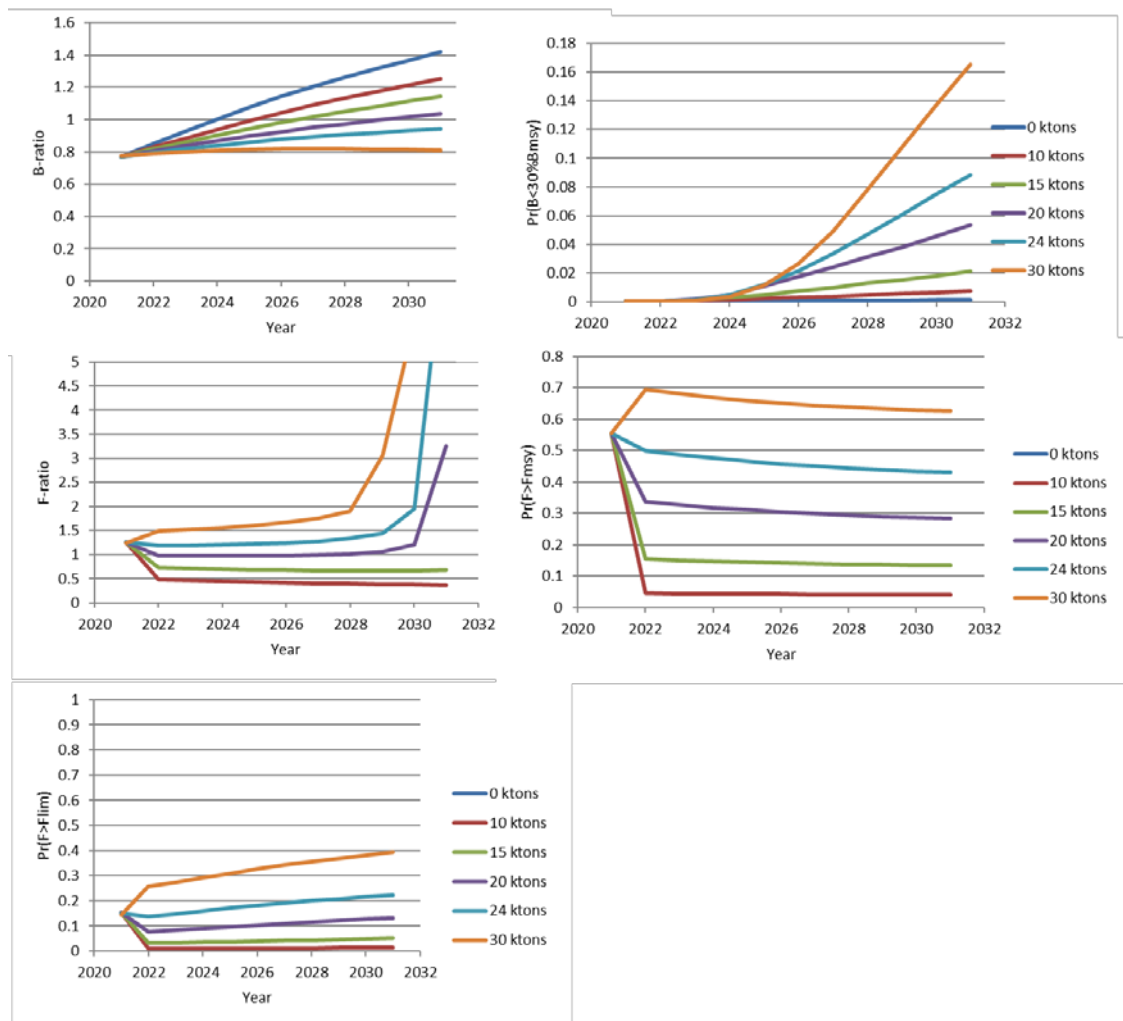 1.6
1.4
1.2
1
0.8
0.6
0.4
0.2
0
B-ratio
2020 2022 2024 2026 2028 2030
Year
0.18
0.16
0.14
0.12
0.1
0.08
0.06
0.04
0.02
0
Pr(B<30%Bmsy)
2020 2022 2024 2026 2028 2030 2032
Year
0 ktons
10 ktons
15 ktons
20 ktons
24 ktons
30 ktons
5
4.5
4
3.5
3
2.5
2
1.5
1
0.5
0
F-ratio
2020 2022 2024 2026 2028 2030 2032
Year
0.8
0.7
0.6
0.5
0.4
0.3
0.2
0.1
0
Pr(F>Fmsy)
2020 2022 2024 2026 2028 2030 2032
Year
0 ktons
10 ktons
15 ktons
20 ktons
24 ktons
30 ktons
1
0.9
0.8
0.7
0.6
0.5
0.4
0.3
0.2
0.1
0
Pr(F>Flim)
2020 2022 2024 2026 2028 2030 2032
Year
0 ktons
10 ktons
15 ktons
20 ktons
24 ktons
30 ktons